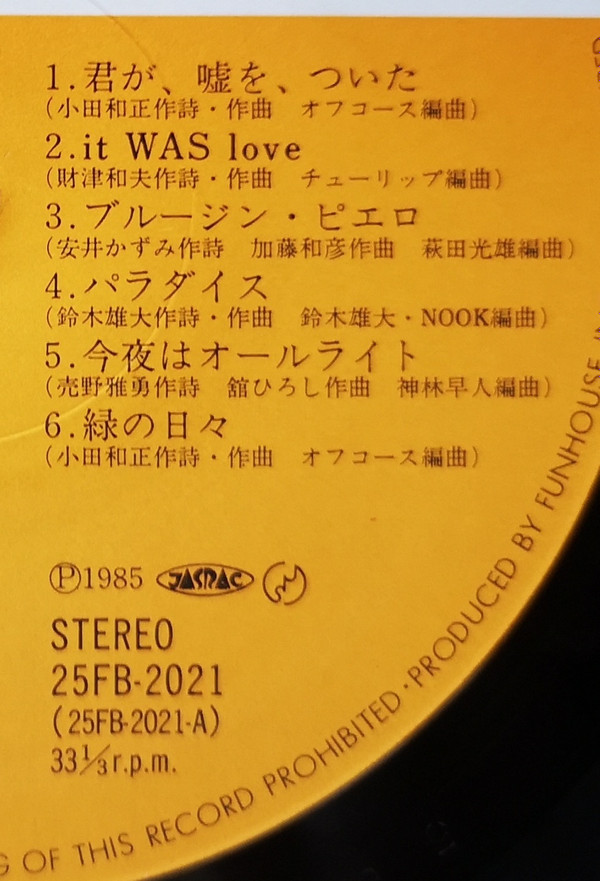 1.君が、嘘を、ついた
(小田和正作詩・作曲　オフコース編曲)
2.it WAS love
(財津和夫作詩・作曲　チューリップ編曲)
3.ブルージン・ピエロ
(安井かずみ作詩　加藤和彦作曲　萩田光雄編曲)
4.パラダイス
(鈴木雄大作詩・作曲　鈴木雄大・NOOK編曲)
5.今夜はオールライト
(売野雅勇作詩　舘ひろし作曲　神林早人編曲)
6.緑の日々
(小田和正作詩・作曲　オフコース編曲)
Ⓟ1985 JASRAC
STEREO
25FB-2021
(25FB-2021-A)
33⅓r.p.m.
OF THIS RECORD PROHIBITED・PRODUCED BY FUNHOUSE